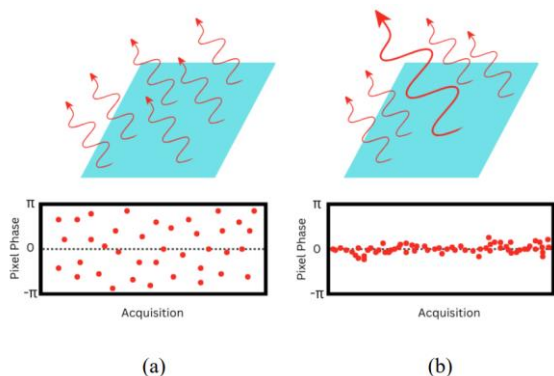 π
Pixel Phase
0
-π
Acquisition
(a)
π
Pixel Phase
0
-π
Acquisition
(b)